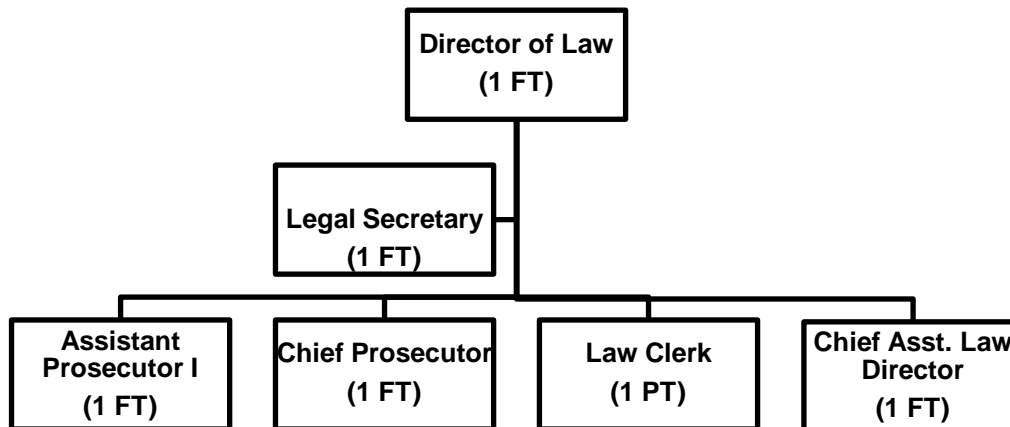 Director of Law
(1 FT)
Legal Secretary
(1 FT)
Assistant
Prosecutor I
(1 FT)
Chief Prosecutor
(1 FT)
Law Clerk
(1 PT)
Chief Asst. Law
Director
(1 FT)